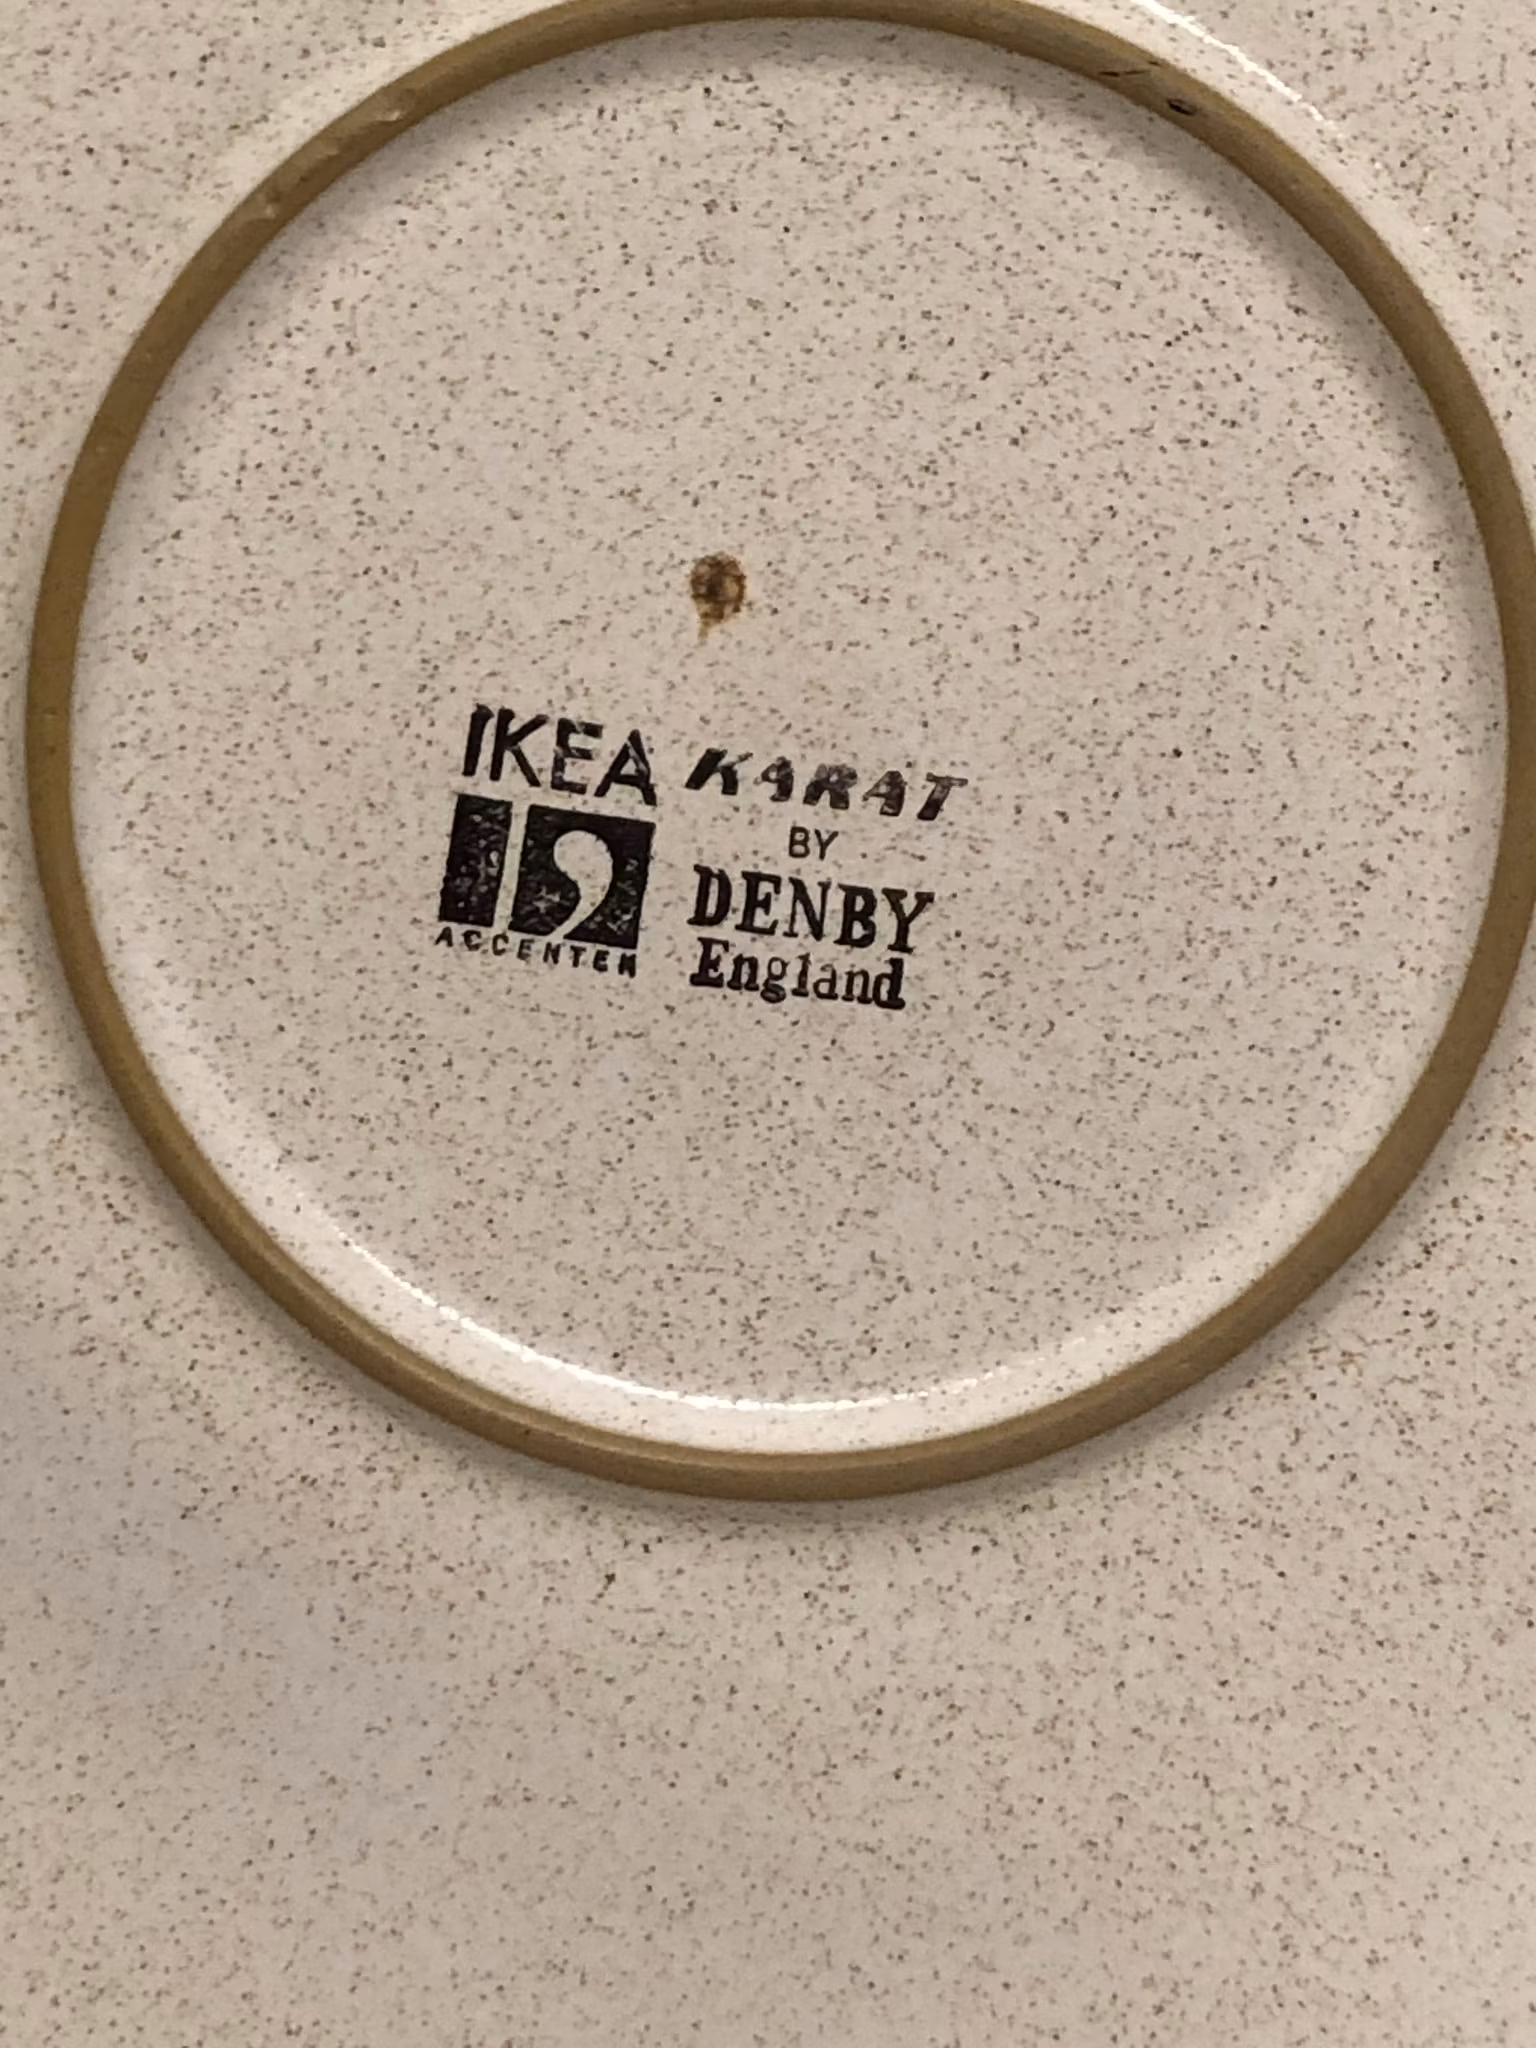 IKEA
ACCENTEN
KARAT
BY
DENBY
England